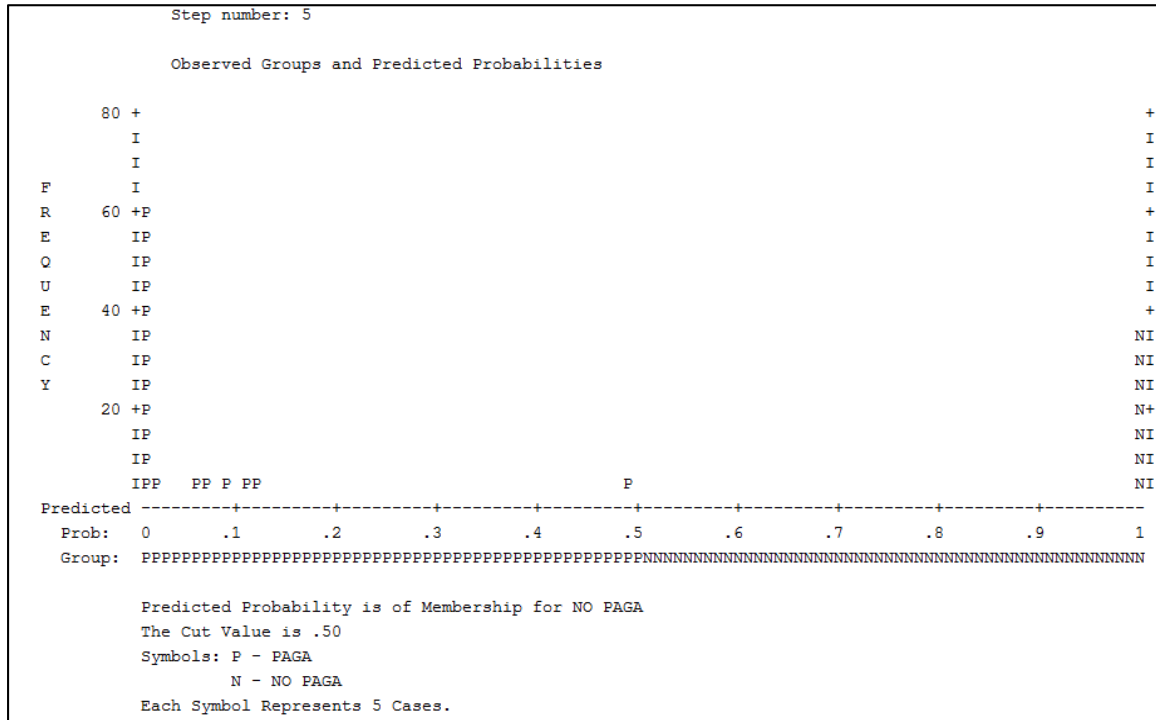 Step number: 5
Observed Groups and Predicted Probabilities
80 + +
I I
I I
F I I
R 60 +P +
E IP I
Q IP I
U IP I
E 40 +P +
N IP NI
C IP NI
Y IP NI
20 +P N+
IP NI
IP NI
IPP PP P PP P NI
Predicted ---------+---------+---------+---------+---------+---------+---------+---------+---------+----------
Prob: 0 .1 .2 .3 .4 .5 .6 .7 .8 .9 1
Group: PPPPPPPPPPPPPPPPPPPPPPPPPPPPPPPPPPPPPPPPPPPPPPPPPPNNNNNNNNNNNNNNNNNNNNNNNNNNNNNNNNNNNNNNNNNNNNNNNNNN
Predicted Probability is of Membership for NO PAGA
The Cut Value is .50
Symbols: P - PAGA
N - NO PAGA
Each Symbol Represents 5 Cases.